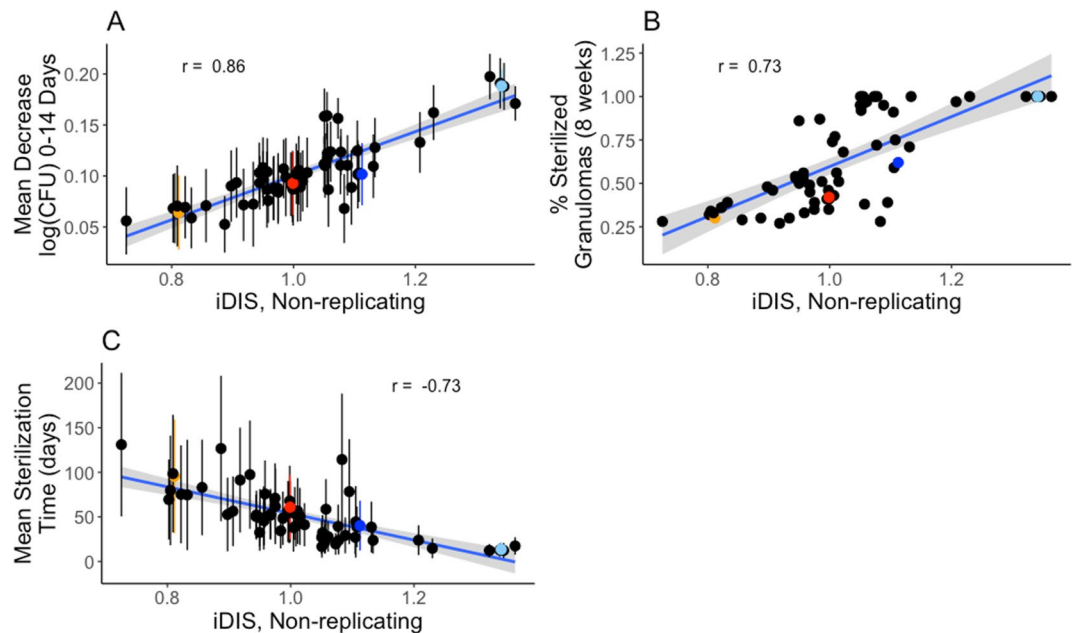 A
r = 0.86
Mean Decrease
log(CFU) 0-14 Days
0.20
0.15
0.10
0.05
0.8
1.0
1.2
iDIS, Non-replicating
B
r = 0.73
% Sterilized
Granulomas (8 weeks)
1.25
1.00
0.75
0.50
0.25
0.8
1.0
1.2
iDIS, Non-replicating
C
r = -0.73
Mean Sterilization
Time (days)
200
150
100
50
0
0.8
1.0
1.2
iDIS, Non-replicating